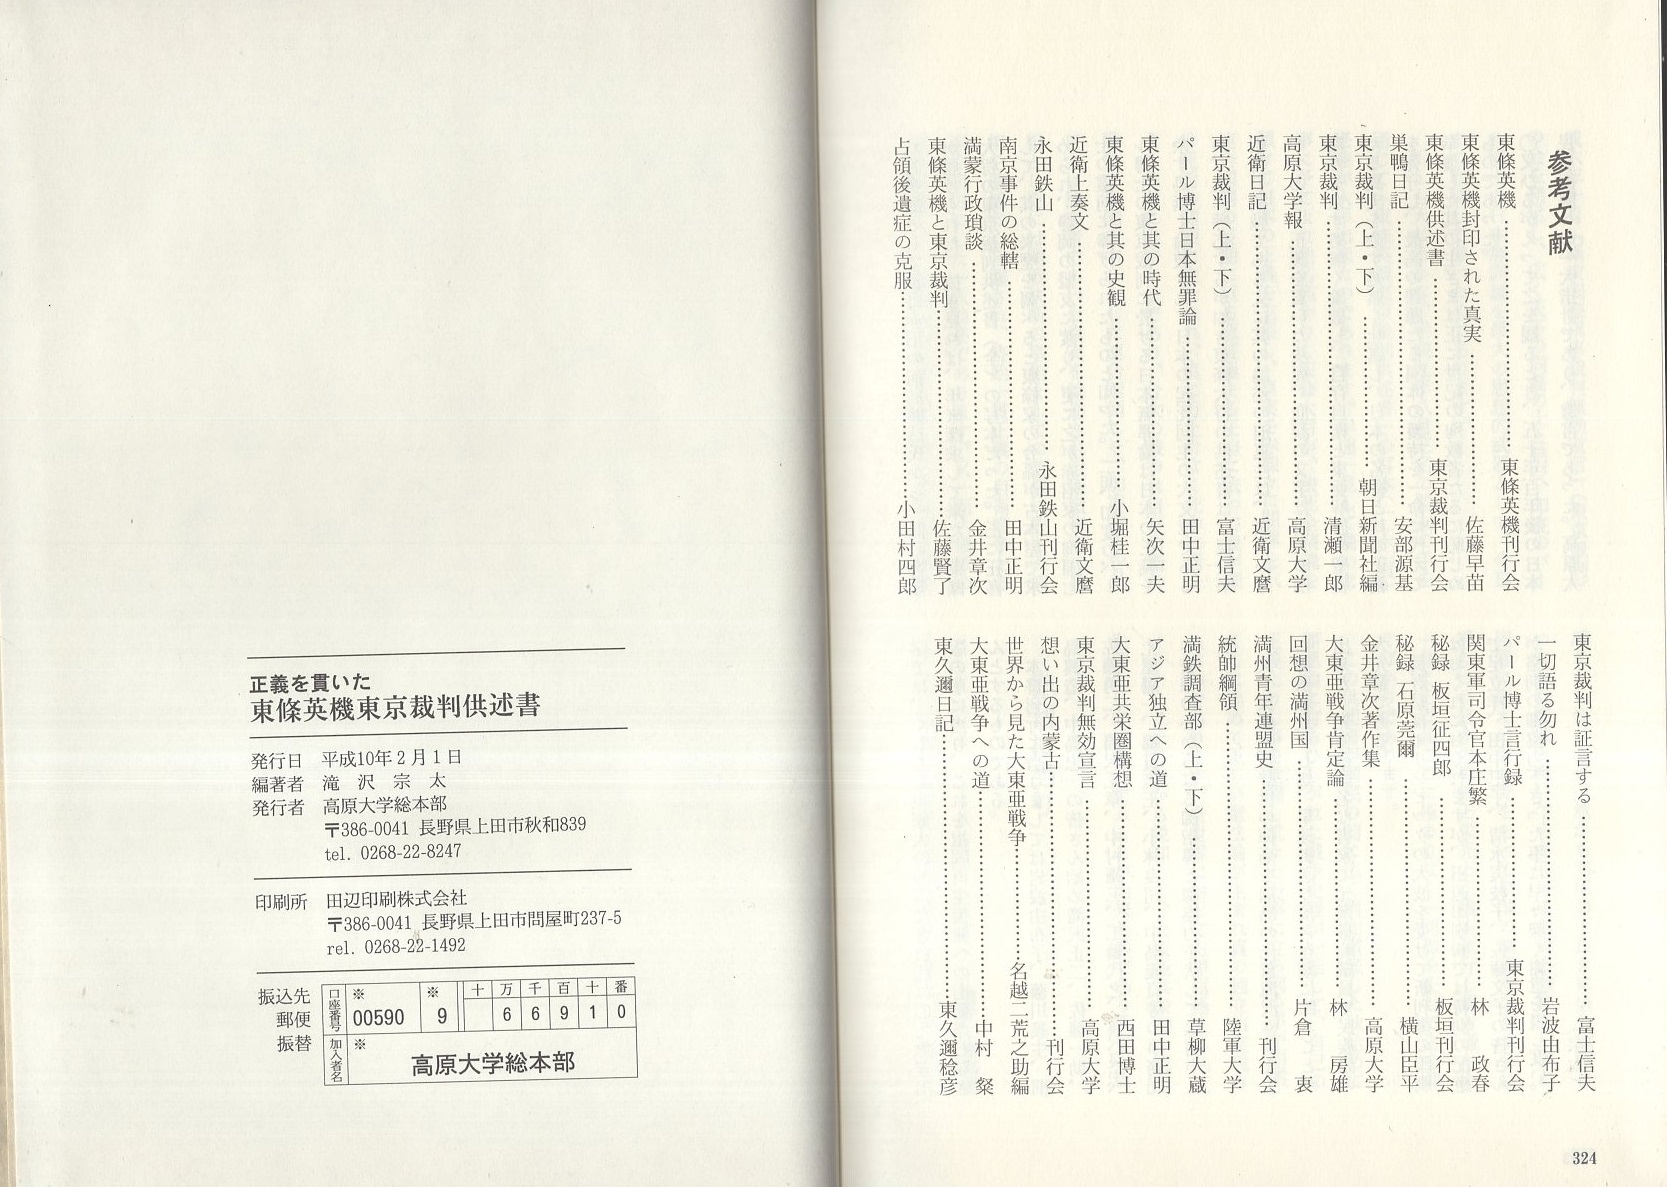 参考文献
東條英機……東條英機刊行会
東條英機封印された真実……佐藤早苗
東條英機供述書……東京裁判刊行会
巣鴨日記……安部源基
東京裁判（上・下）……朝日新聞社編
東京裁判……清瀬一郎
高原大学報……高原大学
近衛日記……近衛文麿
東京裁判（上・下）……富士信夫
パール博士日本無罪論……田中正明
東條英機と其の時代……矢次一夫
東條英機と其の史観……小堀桂一郎
近衛上奏文……近衛文麿
永田鉄山……永田鉄山刊行会
南京事件の総轄……田中正明
満蒙行政瑣談……金井章次
東條英機と東京裁判……佐藤賢了
占領後遺症の克服……小田村四郎
東京裁判は証言する……富士信夫
一切語る勿れ……岩波由布子
パール博士言行録……東京裁判刊行会
関東軍司令官本庄繁……林　政春
秘録 板垣征四郎……板垣刊行会
秘録 石原莞爾……横山臣平
金井章次著作集……高原大学
大東亜戦争肯定論……林　房雄
回想の満州国……片倉　衷
満州青年連盟史……刊行会
統帥綱領……陸軍大学
満鉄調査部（上・下）……草柳大蔵
アジア独立への道……田中正明
大東亜共栄圏構想……西田博士
東京裁判無効宣言……高原大学
想い出の内蒙古……刊行会
世界から見た大東亜戦争……名越二荒之助編
大東亜戦争への道……中村　粲
東久邇日記……東久邇稔彦
324
正義を貫いた
東條英機東京裁判供述書
発行日　平成10年2月1日
編著者　滝沢宗太
発行者　高原大学総本部
〒386-0041 長野県上田市秋和839
tel. 0268-22-8247
印刷所　田辺印刷株式会社
〒386-0041 長野県上田市問屋町237-5
rel. 0268-22-1492
振込先
郵便
振替
口座番号 ※ 00590 ※ 9 十万千百十番 66910
加入者名 ※ 高原大学総本部